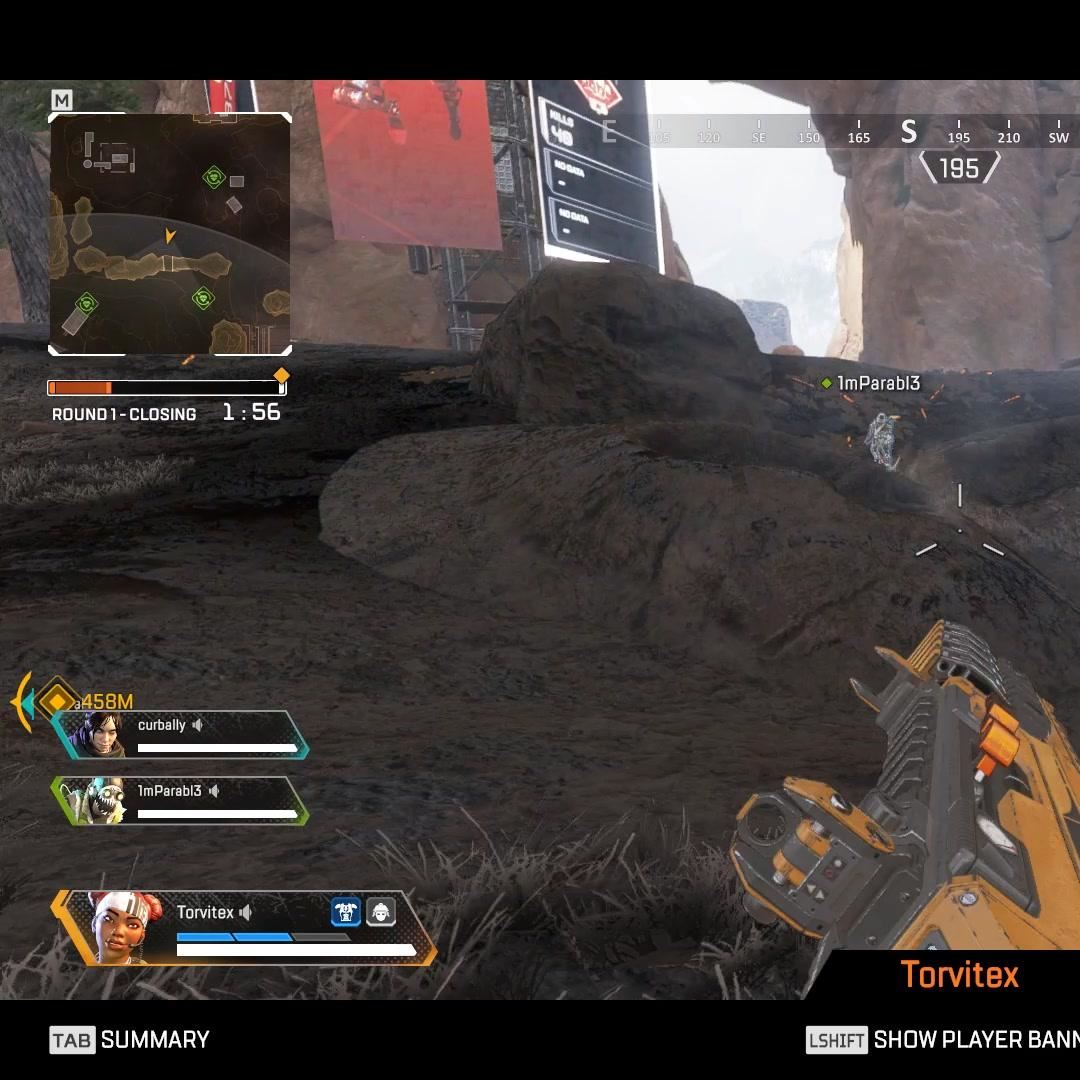 M
KILLS
40
NO DATA
-
NO DATA
-
E 105 120 SE 150 165 S 195 210 SW
195
ROUND 1 - CLOSING 1 : 56
1mParabl3
458M
curbally
1mParabl3
Torvitex
Torvitex
TAB SUMMARY
LSHIFT SHOW PLAYER BANN